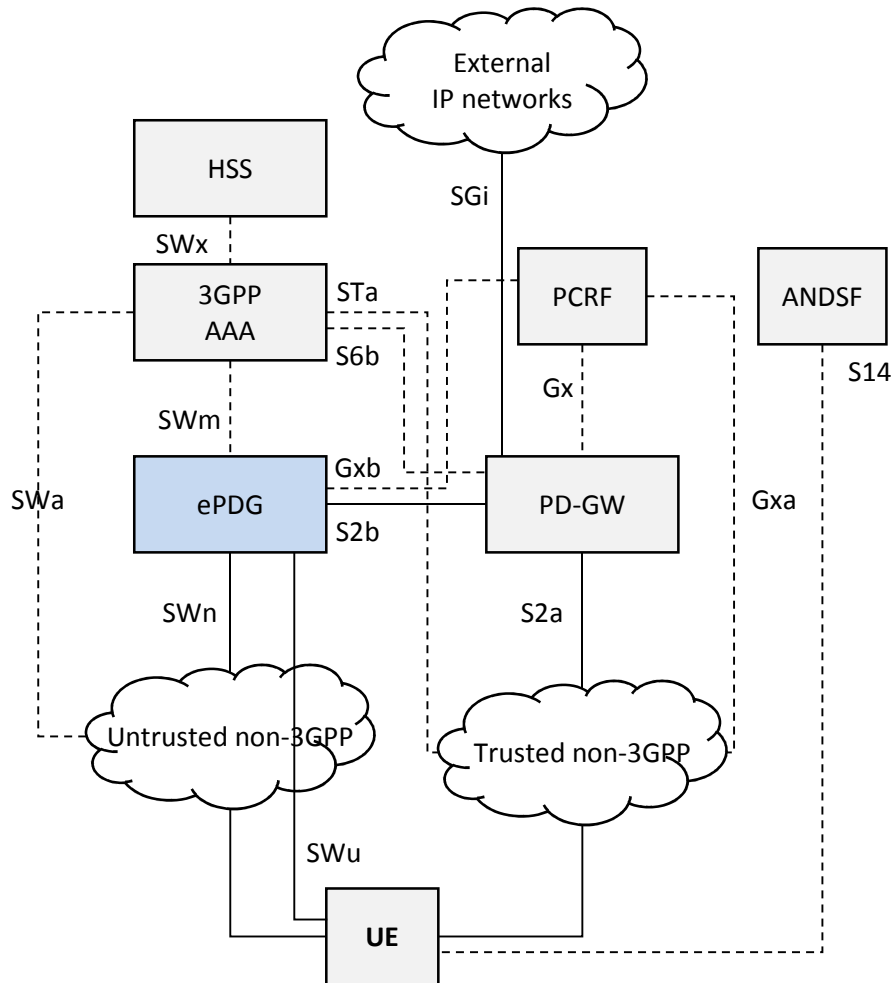 External
IP networks
HSS
SGi
SWx
3GPP
AAA
STa
S6b
PCRF
ANDSF
S14
Gx
SWm
Gxb
SWa
ePDG
S2b
PD-GW
Gxa
SWn
S2a
Untrusted non-3GPP
Trusted non-3GPP
SWu
UE